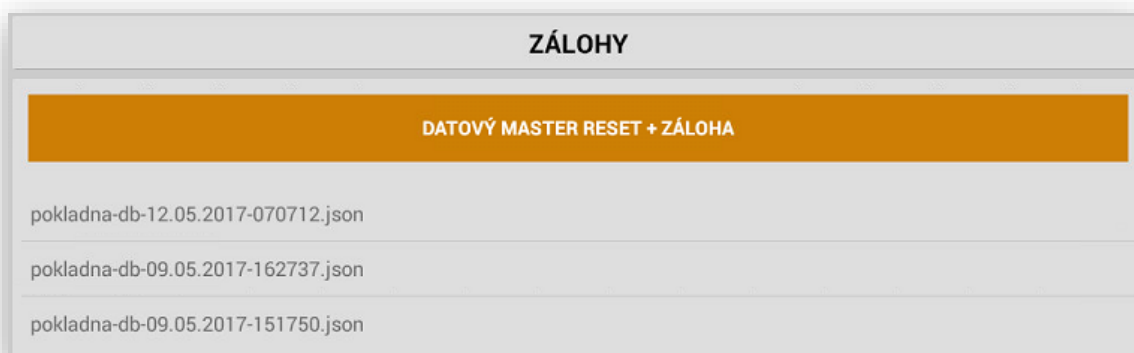 ZÁLOHY
DATOVÝ MASTER RESET + ZÁLOHA
pokladna-db-12.05.2017-070712.json
pokladna-db-09.05.2017-162737.json
pokladna-db-09.05.2017-151750.json